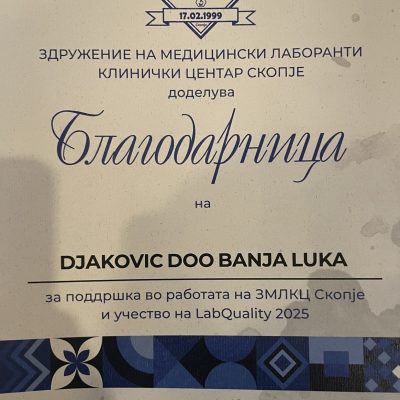 17.02.1999
ЗДРУЖЕНИЕ НА МЕДИЦИНСКИ ЛАБОРАНТИ
КЛИНИЧКИ ЦЕНТАР СКОПЈЕ
доделува
Благодарница
на
DJAKOVIC DOO BANJA LUKA
за поддршка во работата на ЗМЛКЦ Скопје
и учество на LabQuality 2025